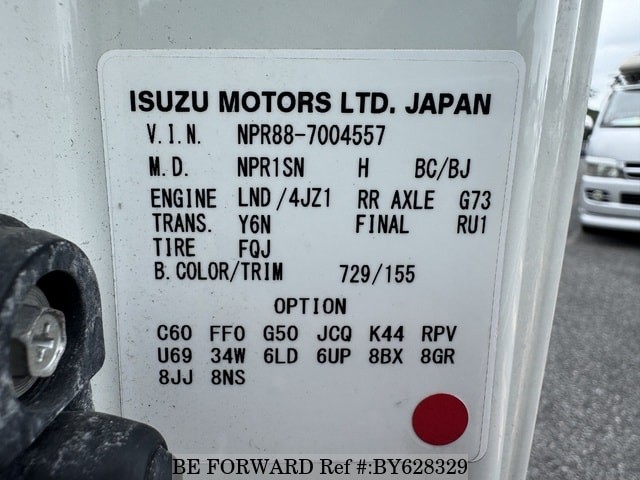 ISUZU MOTORS LTD. JAPAN
V.I.N. NPR88-7004557
M.D. NPR1SN H BC/BJ
ENGINE LND/4JZ1 RR AXLE G73
TRANS. Y6N FINAL RU1
TIRE FQJ
B.COLOR/TRIM 729/155
OPTION
C60 FF0 G50 JCQ K44 RPV
U69 34W 6LD 6UP 8BX 8GR
8JJ 8NS
BE FORWARD Ref #:BY628329